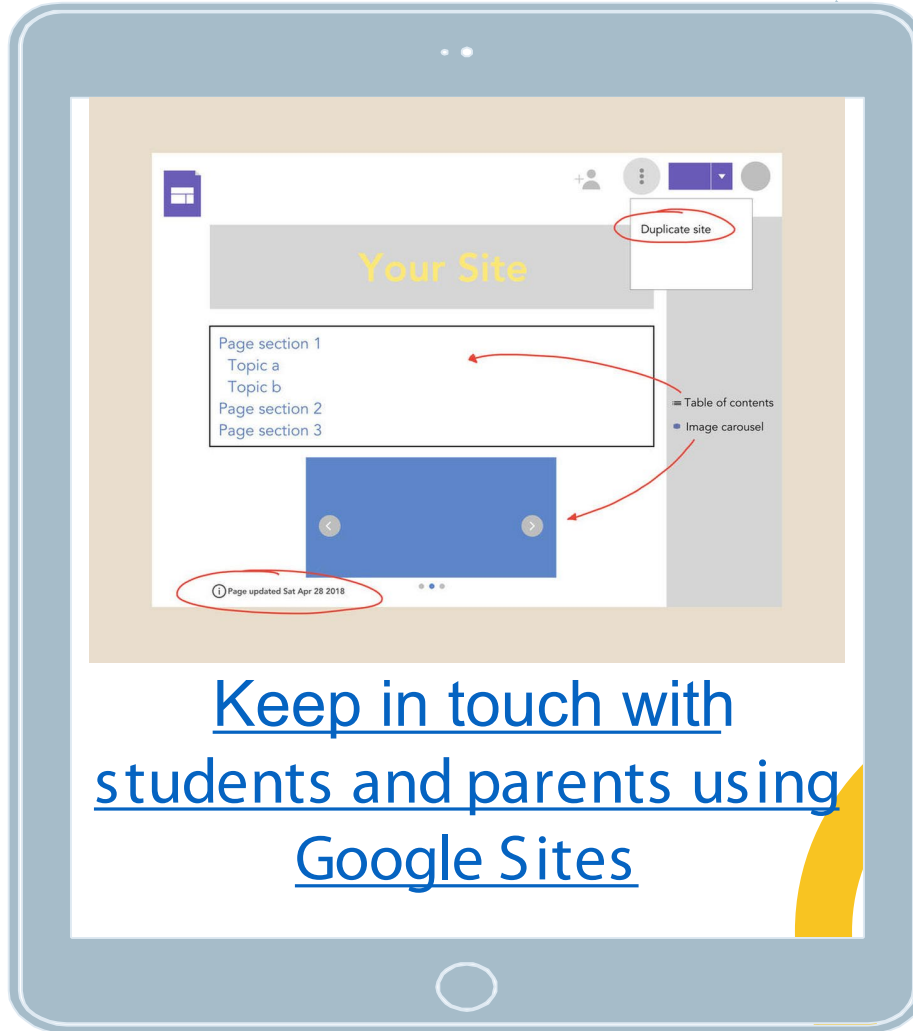 Duplicate site
Your Site
Page section 1
Topic a
Topic b
Page section 2
Page section 3
Table of contents
Image carousel
Page updated Sat Apr 28 2018
Keep in touch with
students and parents using
Google Sites